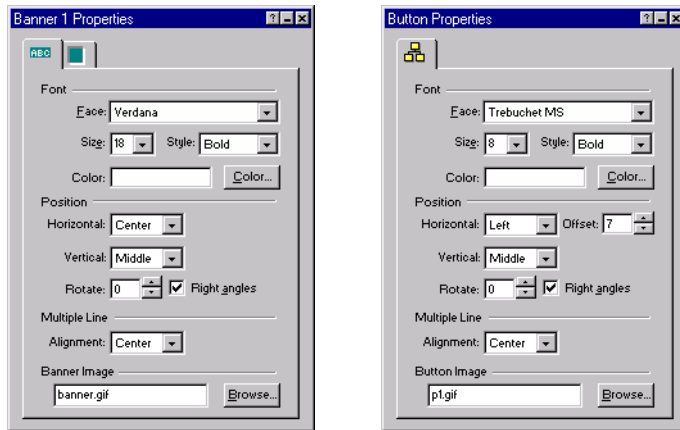 Banner 1 Properties
ABC
Font
Face: Verdana
Size: 18 Style: Bold
Color: Color...
Position
Horizontal: Center
Vertical: Middle
Rotate: 0 Right angles
Multiple Line
Alignment: Center
Banner Image
banner.gif Browse...
Button Properties
Font
Face: Trebuchet MS
Size: 8 Style: Bold
Color: Color...
Position
Horizontal: Left Offset: 7
Vertical: Middle
Rotate: 0 Right angles
Multiple Line
Alignment: Center
Button Image
p1.gif Browse...